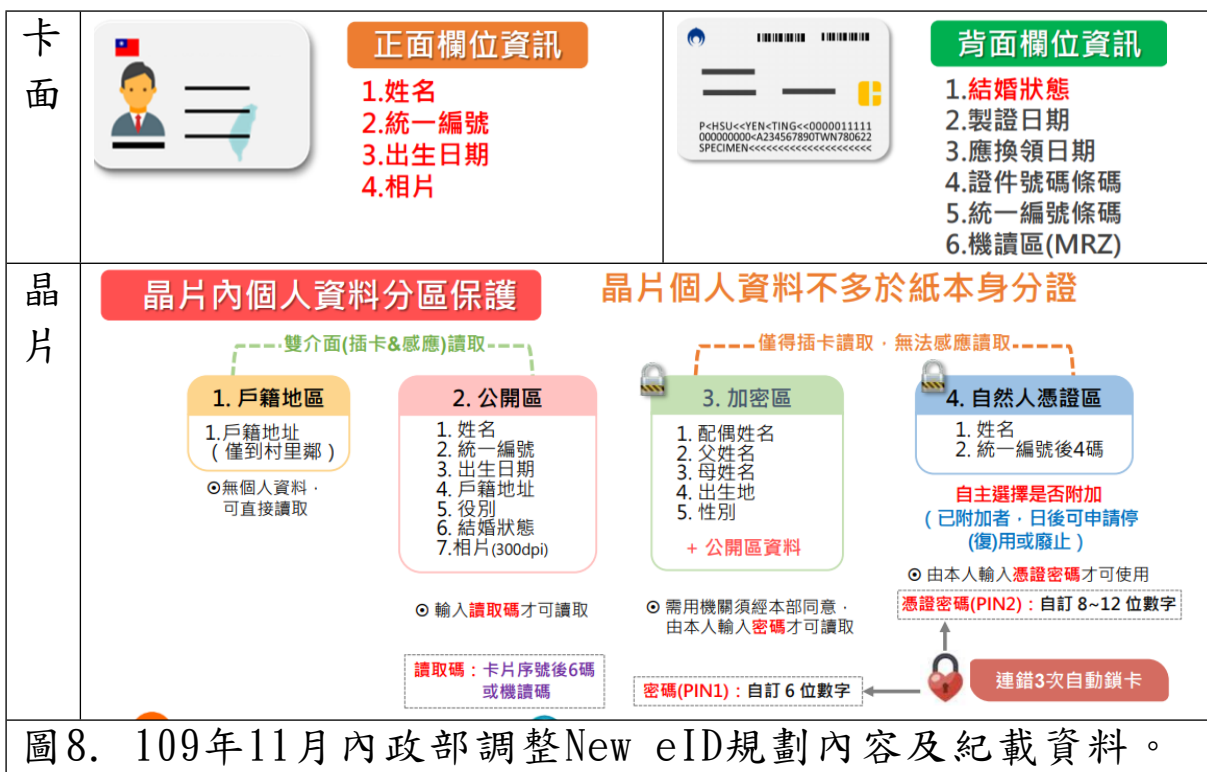 卡面
正面欄位資訊
1.姓名
2.統一編號
3.出生日期
4.相片
P<HSU<<YEN<TING<<0000011111
000000000<A234567890TWN780622
SPECIMEN<<<<<<<<<<<<<<<<<<<<<<
背面欄位資訊
1.結婚狀態
2.製證日期
3.應換領日期
4.證件號碼條碼
5.統一編號條碼
6.機讀區(MRZ)
晶片
晶片內個人資料分區保護
晶片個人資料不多於紙本身分證
雙介面(插卡&感應)讀取
僅得插卡讀取，無法感應讀取
1. 戶籍地區
1.戶籍地址
(僅到村里鄰)
⊙無個人資料，
可直接讀取
2. 公開區
1. 姓名
2. 統一編號
3. 出生日期
4. 戶籍地址
5. 役別
6. 結婚狀態
7.相片(300dpi)
⊙ 輸入讀取碼才可讀取
讀取碼：卡片序號後6碼
或機讀碼
3. 加密區
1. 配偶姓名
2. 父姓名
3. 母姓名
4. 出生地
5. 性別
+ 公開區資料
⊙ 需用機關須經本部同意，
由本人輸入密碼才可讀取
密碼(PIN1)：自訂 6 位數字
4. 自然人憑證區
1. 姓名
2. 統一編號後4碼
自主選擇是否附加
(已附加者，日後可申請停
(復)用或廢止)
⊙ 由本人輸入憑證密碼才可使用
憑證密碼(PIN2)：自訂 8~12 位數字
連錯3次自動鎖卡
圖8. 109年11月內政部調整New eID規劃內容及紀載資料。